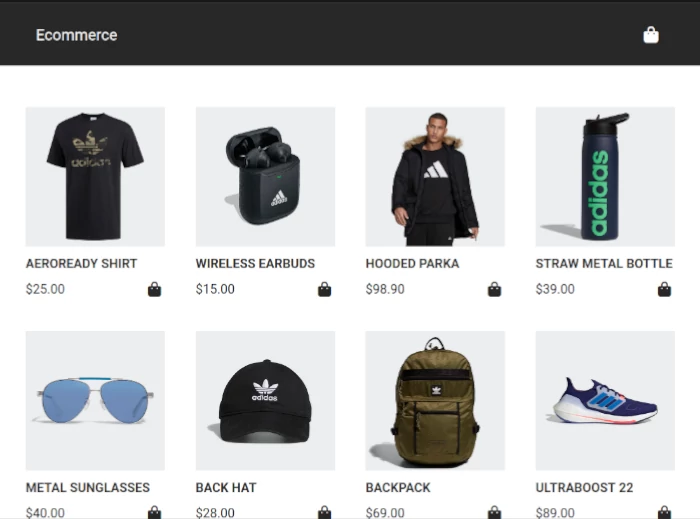 Ecommerce
adidas
adidas
adidas
AEROREADY SHIRT
WIRELESS EARBUDS
HOODED PARKA
STRAW METAL BOTTLE
$25.00
$15.00
$98.90
$39.00
adidas
METAL SUNGLASSES
BACK HAT
BACKPACK
ULTRABOOST 22
$40.00
$28.00
$69.00
$89.00